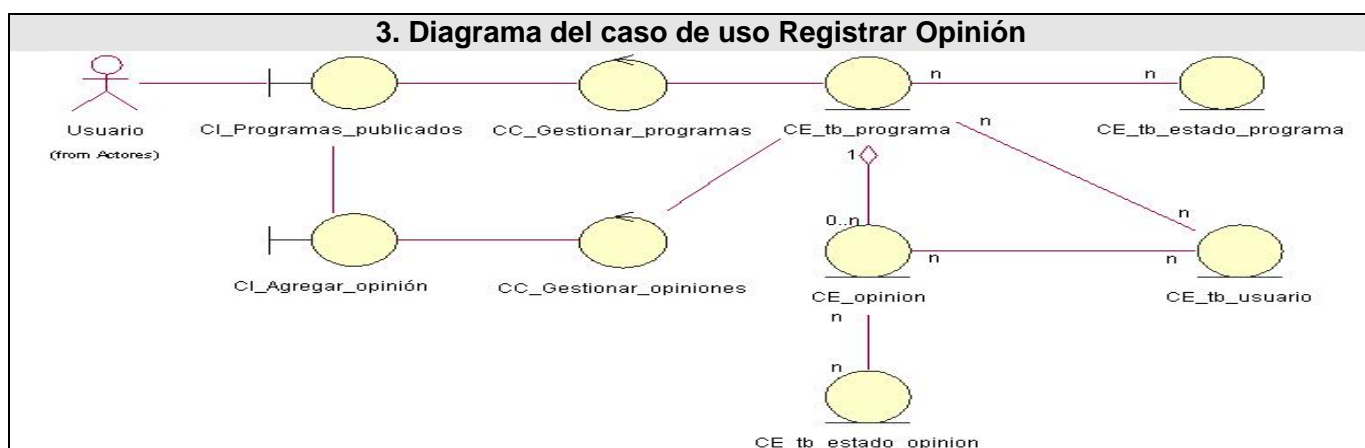 3. Diagrama del caso de uso Registrar Opinión
n n
Usuario CI_Programas_publicados CC_Gestionar_programas CE_tb_programa CE_tb_estado_programa
(from Actores)
n
1
0..n n
n n
CI_Agregar_opinión CC_Gestionar_opiniones CE_opinion CE_tb_usuario
n
n
CE_tb_estado_opinion